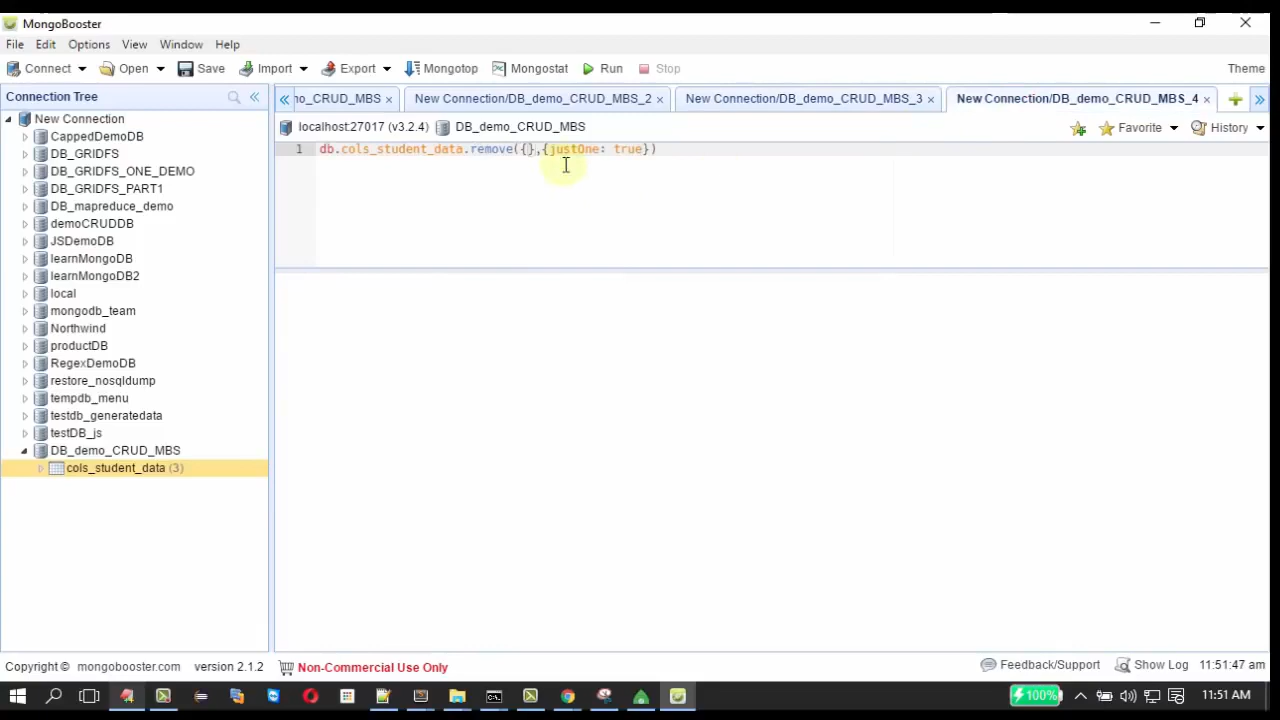 MongoBooster
File Edit Options View Window Help
Connect Open Save Import Export Mongotop Mongostat Run Stop Theme
Connection Tree
no_CRUD_MBS × New Connection/DB_demo_CRUD_MBS_2 × New Connection/DB_demo_CRUD_MBS_3 × New Connection/DB_demo_CRUD_MBS_4 ×
localhost:27017 (v3.2.4) DB_demo_CRUD_MBS Favorite History
1 db.cols_student_data.remove({},{justOne: true})
New Connection
CappedDemoDB
DB_GRIDFS
DB_GRIDFS_ONE_DEMO
DB_GRIDFS_PART1
DB_mapreduce_demo
demoCRUDDB
JSDemoDB
learnMongoDB
learnMongoDB2
local
mongodb_team
Northwind
productDB
RegexDemoDB
restore_nosqldump
tempdb_menu
testdb_generatedata
testDB_js
DB_demo_CRUD_MBS
cols_student_data (3)
Copyright © mongobooster.com version 2.1.2 Non-Commercial Use Only Feedback/Support Show Log 11:51:47 am
100% 11:51 AM